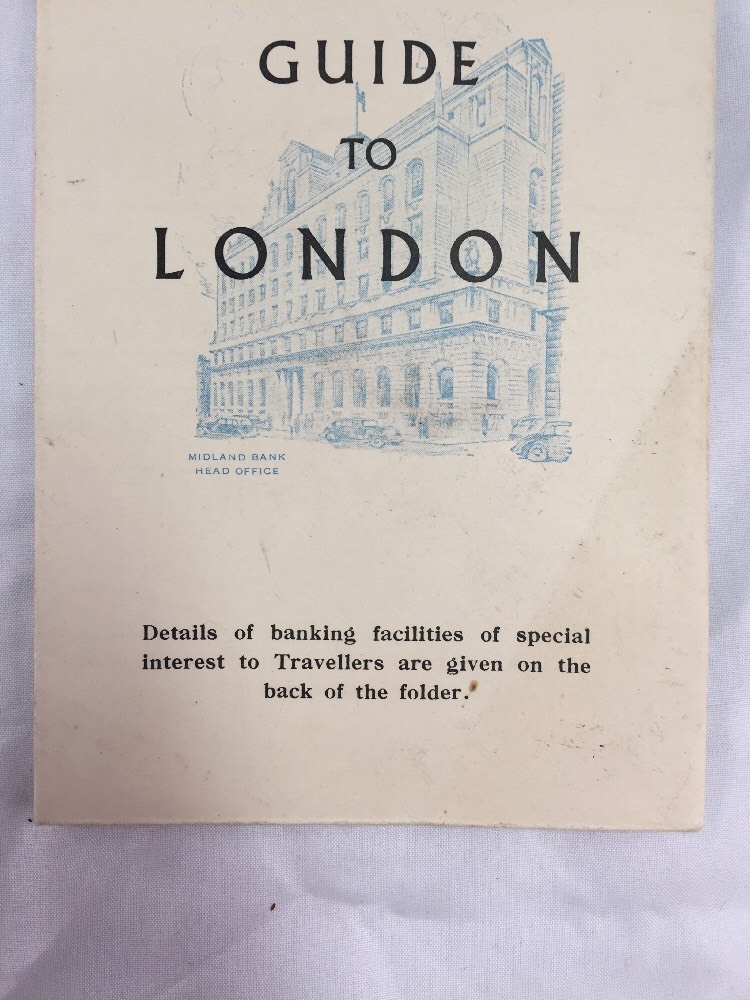 GUIDE
TO
LONDON
MIDLAND BANK
HEAD OFFICE
Details of banking facilities of special
interest to Travellers are given on the
back of the folder.